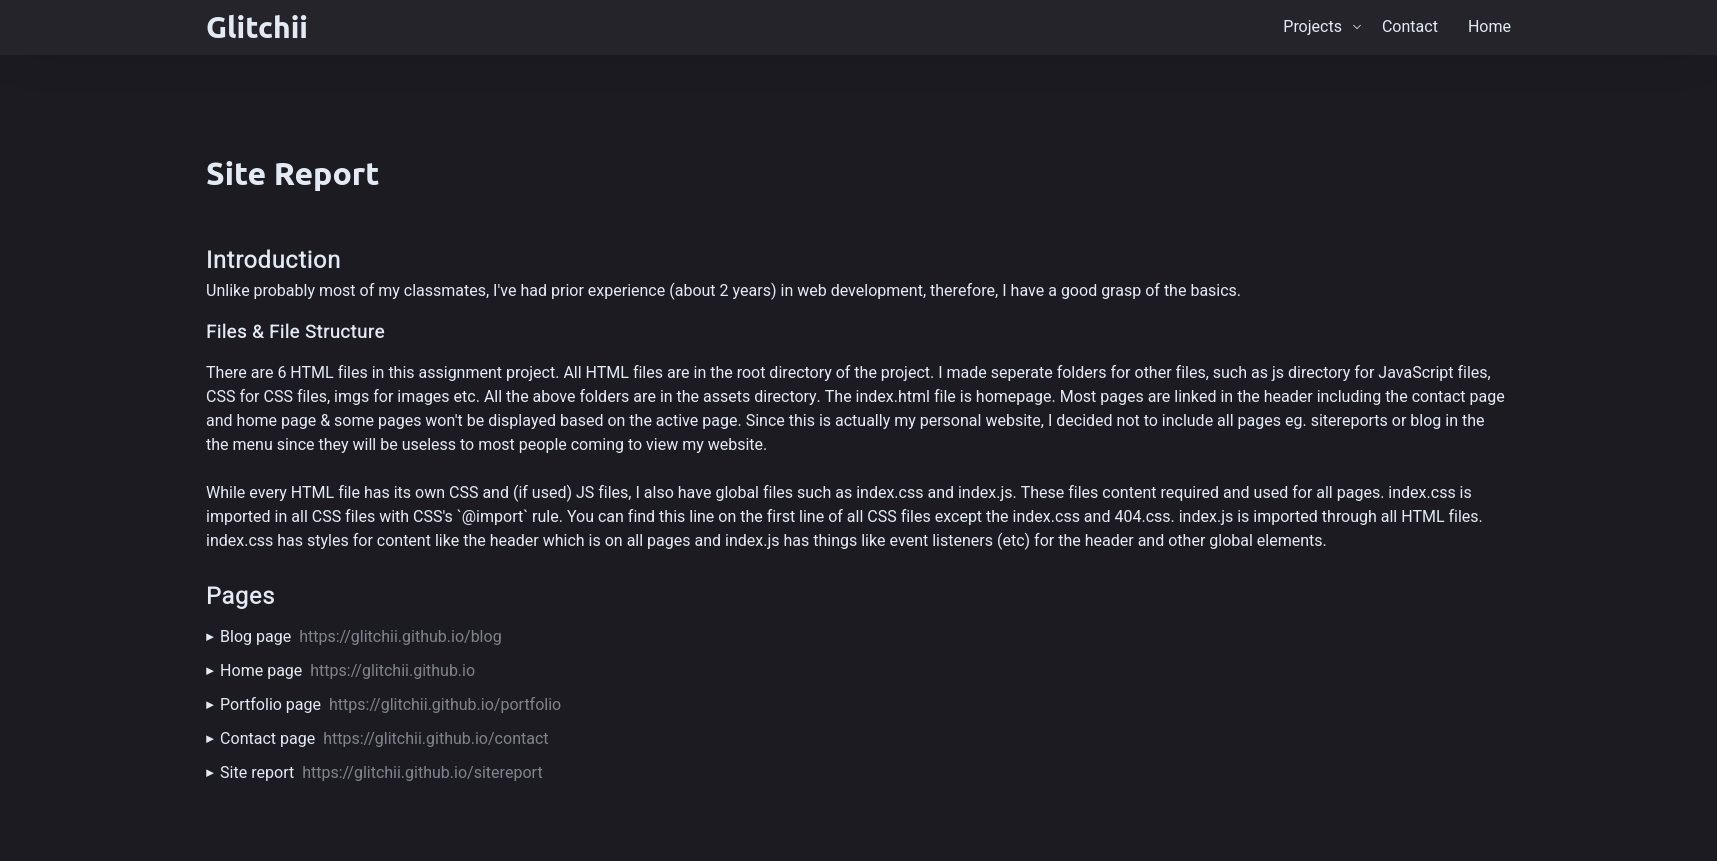 Glitchii
Projects Contact Home
Site Report
Introduction
Unlike probably most of my classmates, I've had prior experience (about 2 years) in web development, therefore, I have a good grasp of the basics.
Files & File Structure
There are 6 HTML files in this assignment project. All HTML files are in the root directory of the project. I made seperate folders for other files, such as js directory for JavaScript files,
CSS for CSS files, imgs for images etc. All the above folders are in the assets directory. The index.html file is homepage. Most pages are linked in the header including the contact page
and home page & some pages won't be displayed based on the active page. Since this is actually my personal website, I decided not to include all pages eg. sitereports or blog in the
the menu since they will be useless to most people coming to view my website.
While every HTML file has its own CSS and (if used) JS files, I also have global files such as index.css and index.js. These files content required and used for all pages. index.css is
imported in all CSS files with CSS's `@import` rule. You can find this line on the first line of all CSS files except the index.css and 404.css. index.js is imported through all HTML files.
index.css has styles for content like the header which is on all pages and index.js has things like event listeners (etc) for the header and other global elements.
Pages
▸ Blog page https://glitchii.github.io/blog
▸ Home page https://glitchii.github.io
▸ Portfolio page https://glitchii.github.io/portfolio
▸ Contact page https://glitchii.github.io/contact
▸ Site report https://glitchii.github.io/sitereport